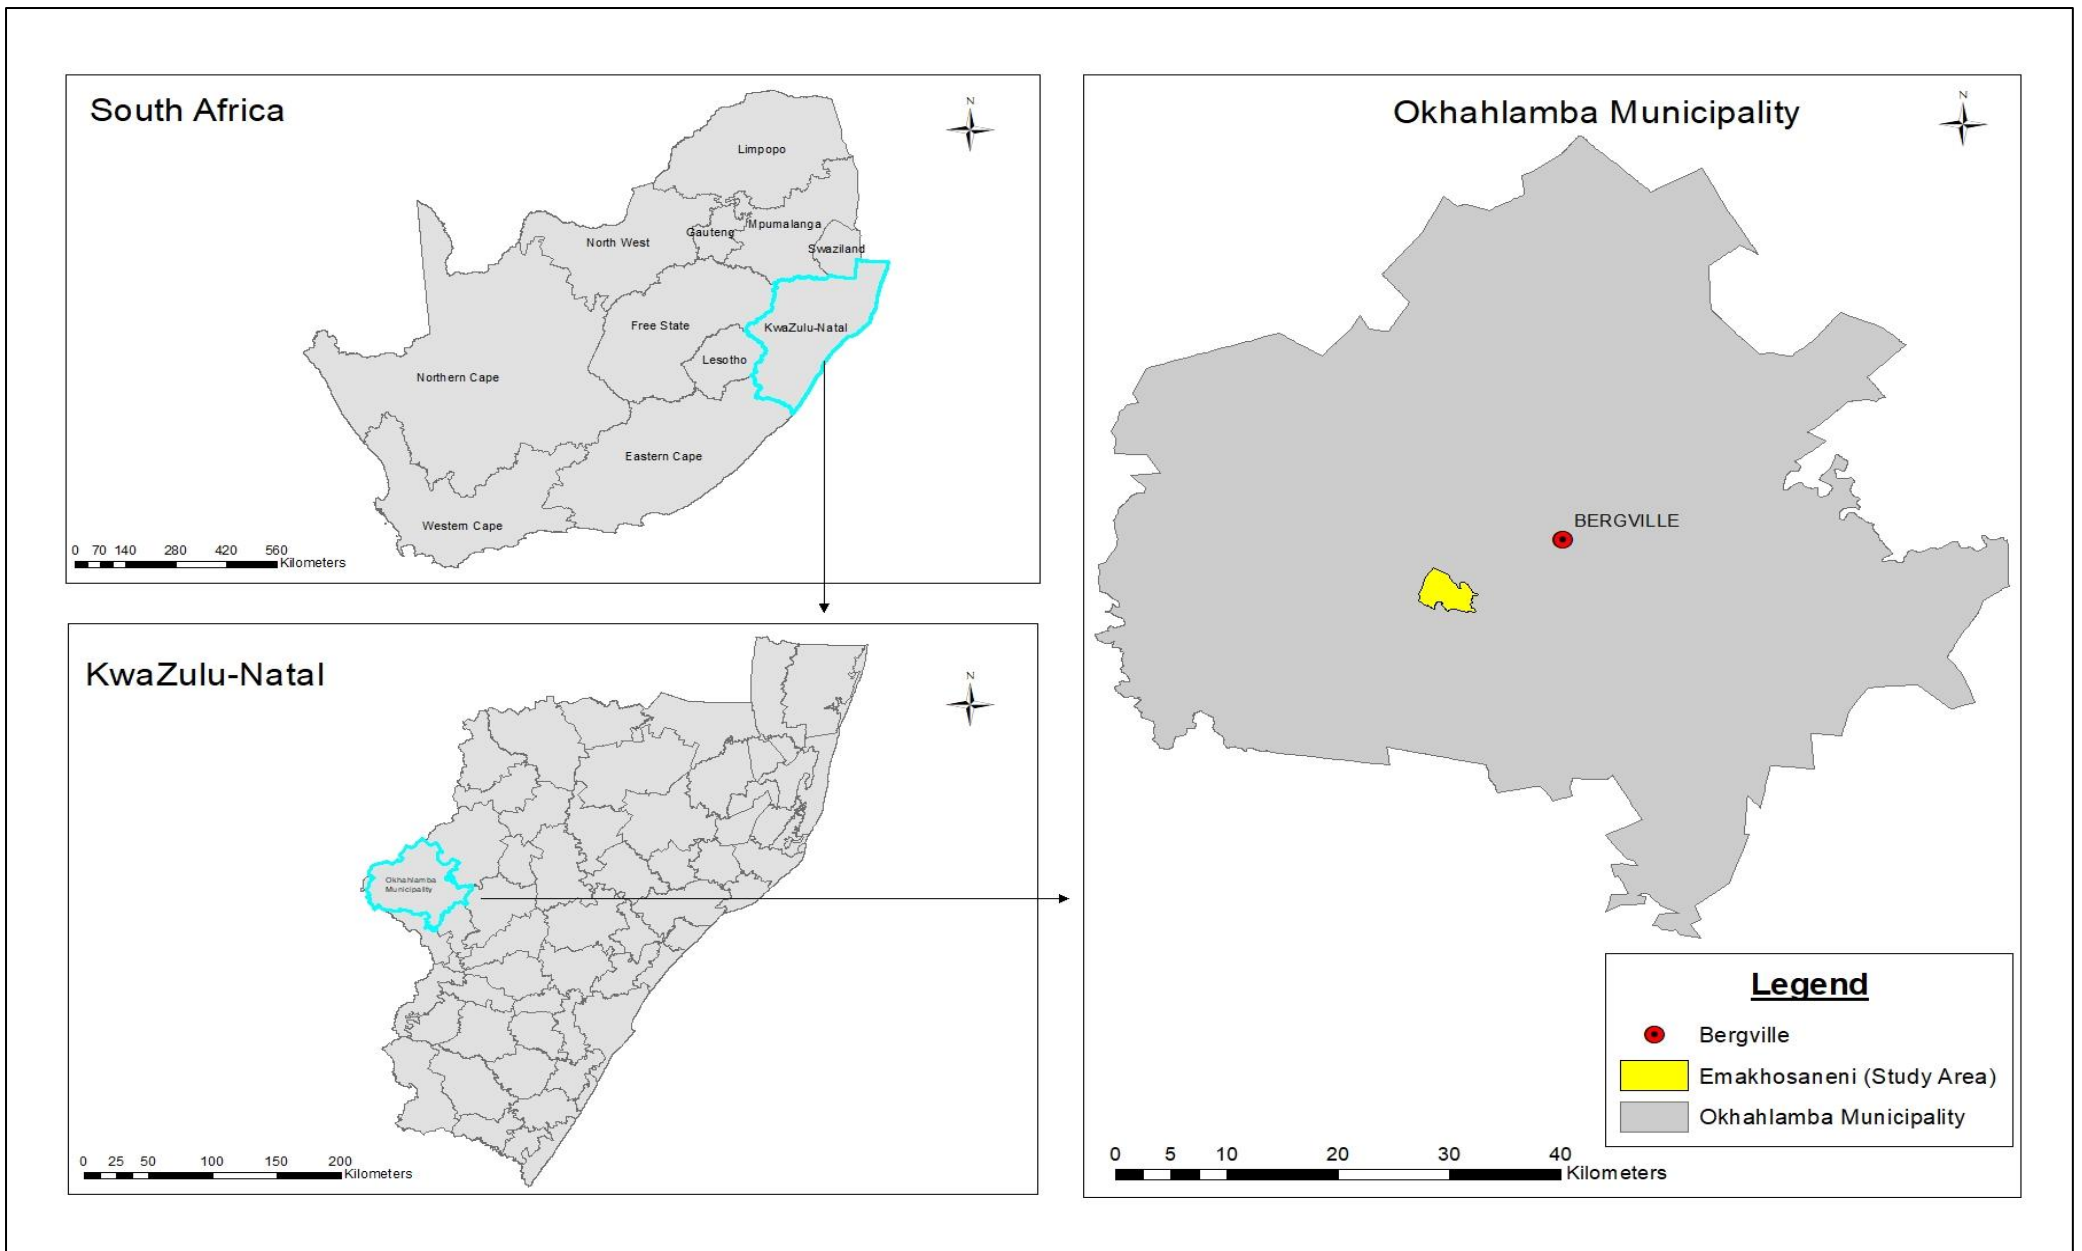 South Africa
N
Limpopo
Mpumalanga
Gauteng
North West
Swaziland
Free State
KwaZulu-Natal
Lesotho
Northern Cape
Eastern Cape
Western Cape
0 70 140 280 420 560
Kilometers
KwaZulu-Natal
N
Okhahlamba
Municipality
0 25 50 100 150 200
Kilometers
Okhahlamba Municipality
N
BERGVILLE
Legend
Bergville
Emakhosaneni (Study Area)
Okhahlamba Municipality
0 5 10 20 30 40
Kilometers